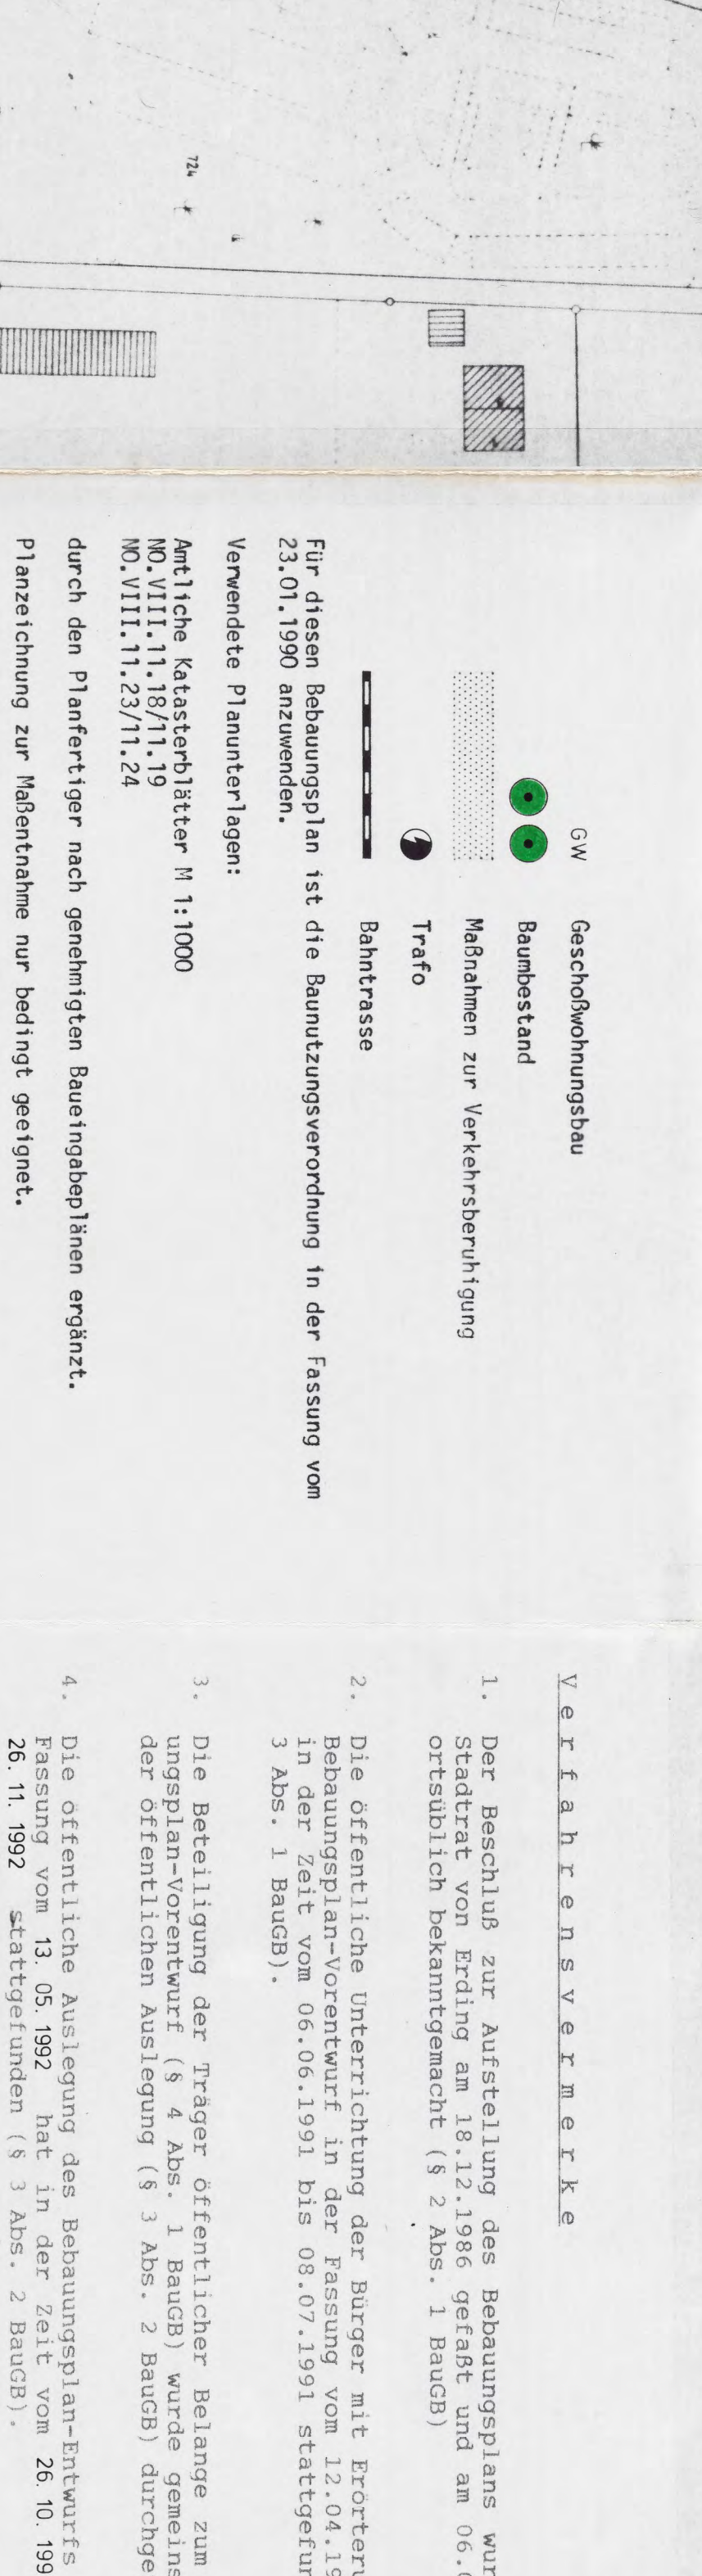 724
GW Geschoßwohnungsbau
Baumbestand
Maßnahmen zur Verkehrsberuhigung
Trafo
Bahntrasse
Für diesen Bebauungsplan ist die Baunutzungsverordnung in der Fassung vom
23.01.1990 anzuwenden.
Verwendete Planunterlagen:
Amtliche Katasterblätter M 1:1000
NO.VIII.11.18/11.19
NO.VIII.11.23/11.24
durch den Planfertiger nach genehmigten Baueingabeplänen ergänzt.
Planzeichnung zur Maßentnahme nur bedingt geeignet.
Verfahrensvermerke
1. Der Beschluß zur Aufstellung des Bebauungsplans wur
Stadtrat von Erding am 18.12.1986 gefaßt und am 06.
ortsüblich bekanntgemacht (§ 2 Abs. 1 BauGB)
2. Die öffentliche Unterrichtung der Bürger mit Erörteru
Bebauungsplan-Vorentwurf in der Fassung vom 12.04.19
in der Zeit vom 06.06.1991 bis 08.07.1991 stattgefun
3 Abs. 1 BauGB).
3. Die Beteiligung der Träger öffentlicher Belange zum
ungsplan-Vorentwurf (§ 4 Abs. 1 BauGB) wurde gemeins
der öffentlichen Auslegung (§ 3 Abs. 2 BauGB) durchge
4. Die öffentliche Auslegung des Bebauungsplan-Entwurfs
Fassung vom 13. 05. 1992 hat in der Zeit vom 26. 10. 199
26. 11. 1992 stattgefunden (§ 3 Abs. 2 BauGB).